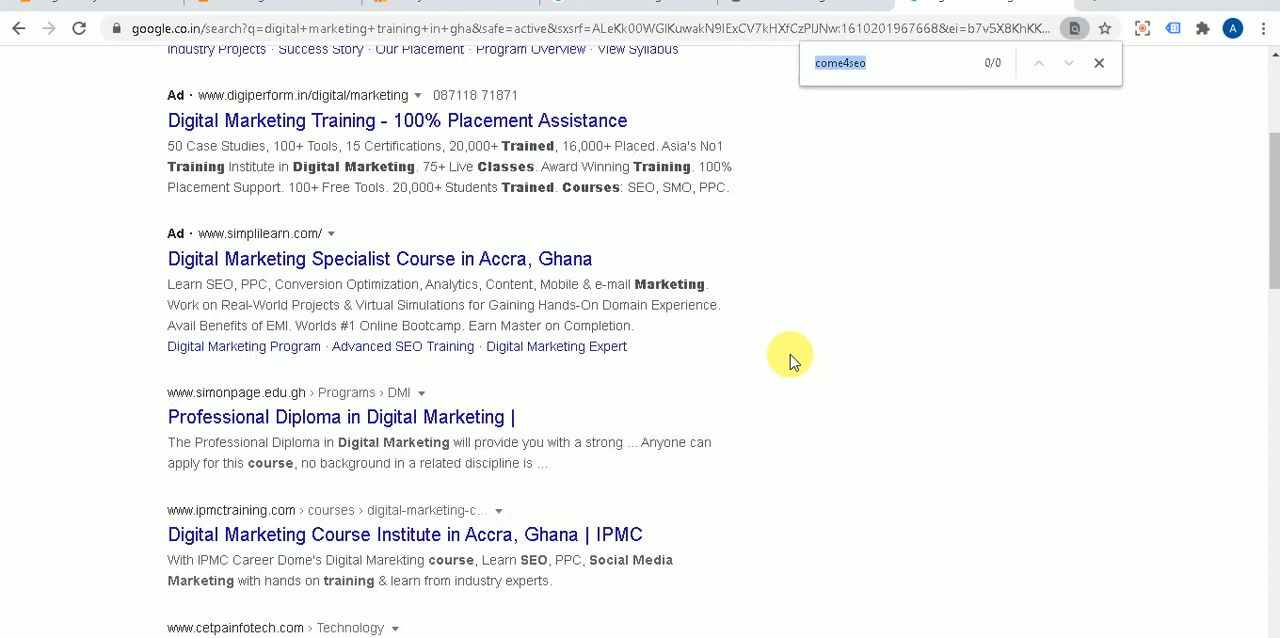 google.co.in/search?q=digital+marketing+training+in+gha&safe=active&sxsrf=ALeKk00WGlKuwakN9IExCV7kHXfCzPIJNw:1610201967668&ei=b7v5X8KhKK...
Industry Projects · Success Story · Our Placement · Program Overview · View Syllabus
come4seo 0/0
Ad · www.digiperform.in/digital/marketing 087118 71871
Digital Marketing Training - 100% Placement Assistance
50 Case Studies, 100+ Tools, 15 Certifications, 20,000+ Trained, 16,000+ Placed. Asia's No1
Training Institute in Digital Marketing. 75+ Live Classes. Award Winning Training. 100%
Placement Support. 100+ Free Tools. 20,000+ Students Trained. Courses: SEO, SMO, PPC.
Ad · www.simplilearn.com/
Digital Marketing Specialist Course in Accra, Ghana
Learn SEO, PPC, Conversion Optimization, Analytics, Content, Mobile & e-mail Marketing.
Work on Real-World Projects & Virtual Simulations for Gaining Hands-On Domain Experience.
Avail Benefits of EMI. Worlds #1 Online Bootcamp. Earn Master on Completion.
Digital Marketing Program · Advanced SEO Training · Digital Marketing Expert
www.simonpage.edu.gh › Programs › DMI
Professional Diploma in Digital Marketing |
The Professional Diploma in Digital Marketing will provide you with a strong ... Anyone can
apply for this course, no background in a related discipline is ...
www.ipmctraining.com › courses › digital-marketing-c...
Digital Marketing Course Institute in Accra, Ghana | IPMC
With IPMC Career Dome's Digital Marekting course, Learn SEO, PPC, Social Media
Marketing with hands on training & learn from industry experts.
www.cetpainfotech.com › Technology
A